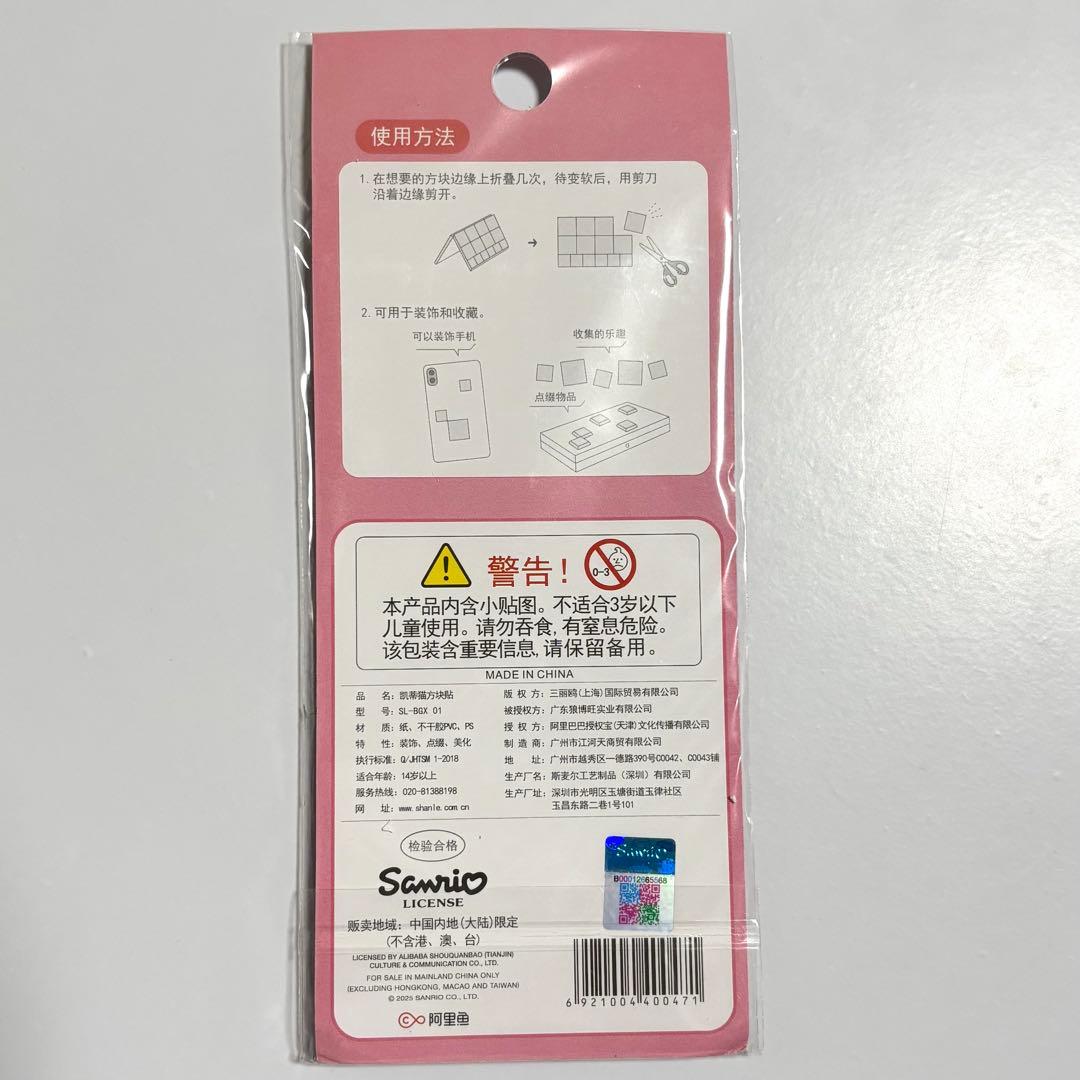 使用方法
1. 在想要的方块边缘上折叠几次，待变软后，用剪刀
沿着边缘剪开。
2. 可用于装饰和收藏。
可以装饰手机
收集的乐趣
点缀物品
警告！
0-3
本产品内含小贴图。不适合3岁以下
儿童使用。请勿吞食，有窒息危险。
该包装含重要信息，请保留备用。
MADE IN CHINA
品 名：凯蒂猫方块贴
型 号：SL-BGX 01
材 质：纸、不干胶PVC、PS
特 性：装饰、点缀、美化
执行标准：Q/JHTSM 1-2018
适合年龄：14岁以上
服务热线：020-81388198
网 址：www.shanle.com.cn
版 权 方：三丽鸥(上海)国际贸易有限公司
被授权方：广东狼博旺实业有限公司
授 权 方：阿里巴巴授权宝(天津)文化传播有限公司
制 造 商：广州市江河天商贸有限公司
地 址：广州市越秀区一德路390号C0042、C0043铺
生产厂名：斯麦尔工艺制品（深圳）有限公司
生产厂址：深圳市光明区玉塘街道玉律社区
玉昌东路二巷1号101
检验合格
Sanrio
LICENSE
贩卖地域：中国内地(大陆)限定
(不含港、澳、台)
LICENSED BY ALIBABA SHOUQUANBAO (TIANJIN)
CULTURE & COMMUNICATION CO., LTD.
FOR SALE IN MAINLAND CHINA ONLY
(EXCLUDING HONGKONG, MACAO AND TAIWAN)
© 2025 SANRIO CO., LTD.
阿里鱼
Sanrio
B00012665568
6 921004 400471